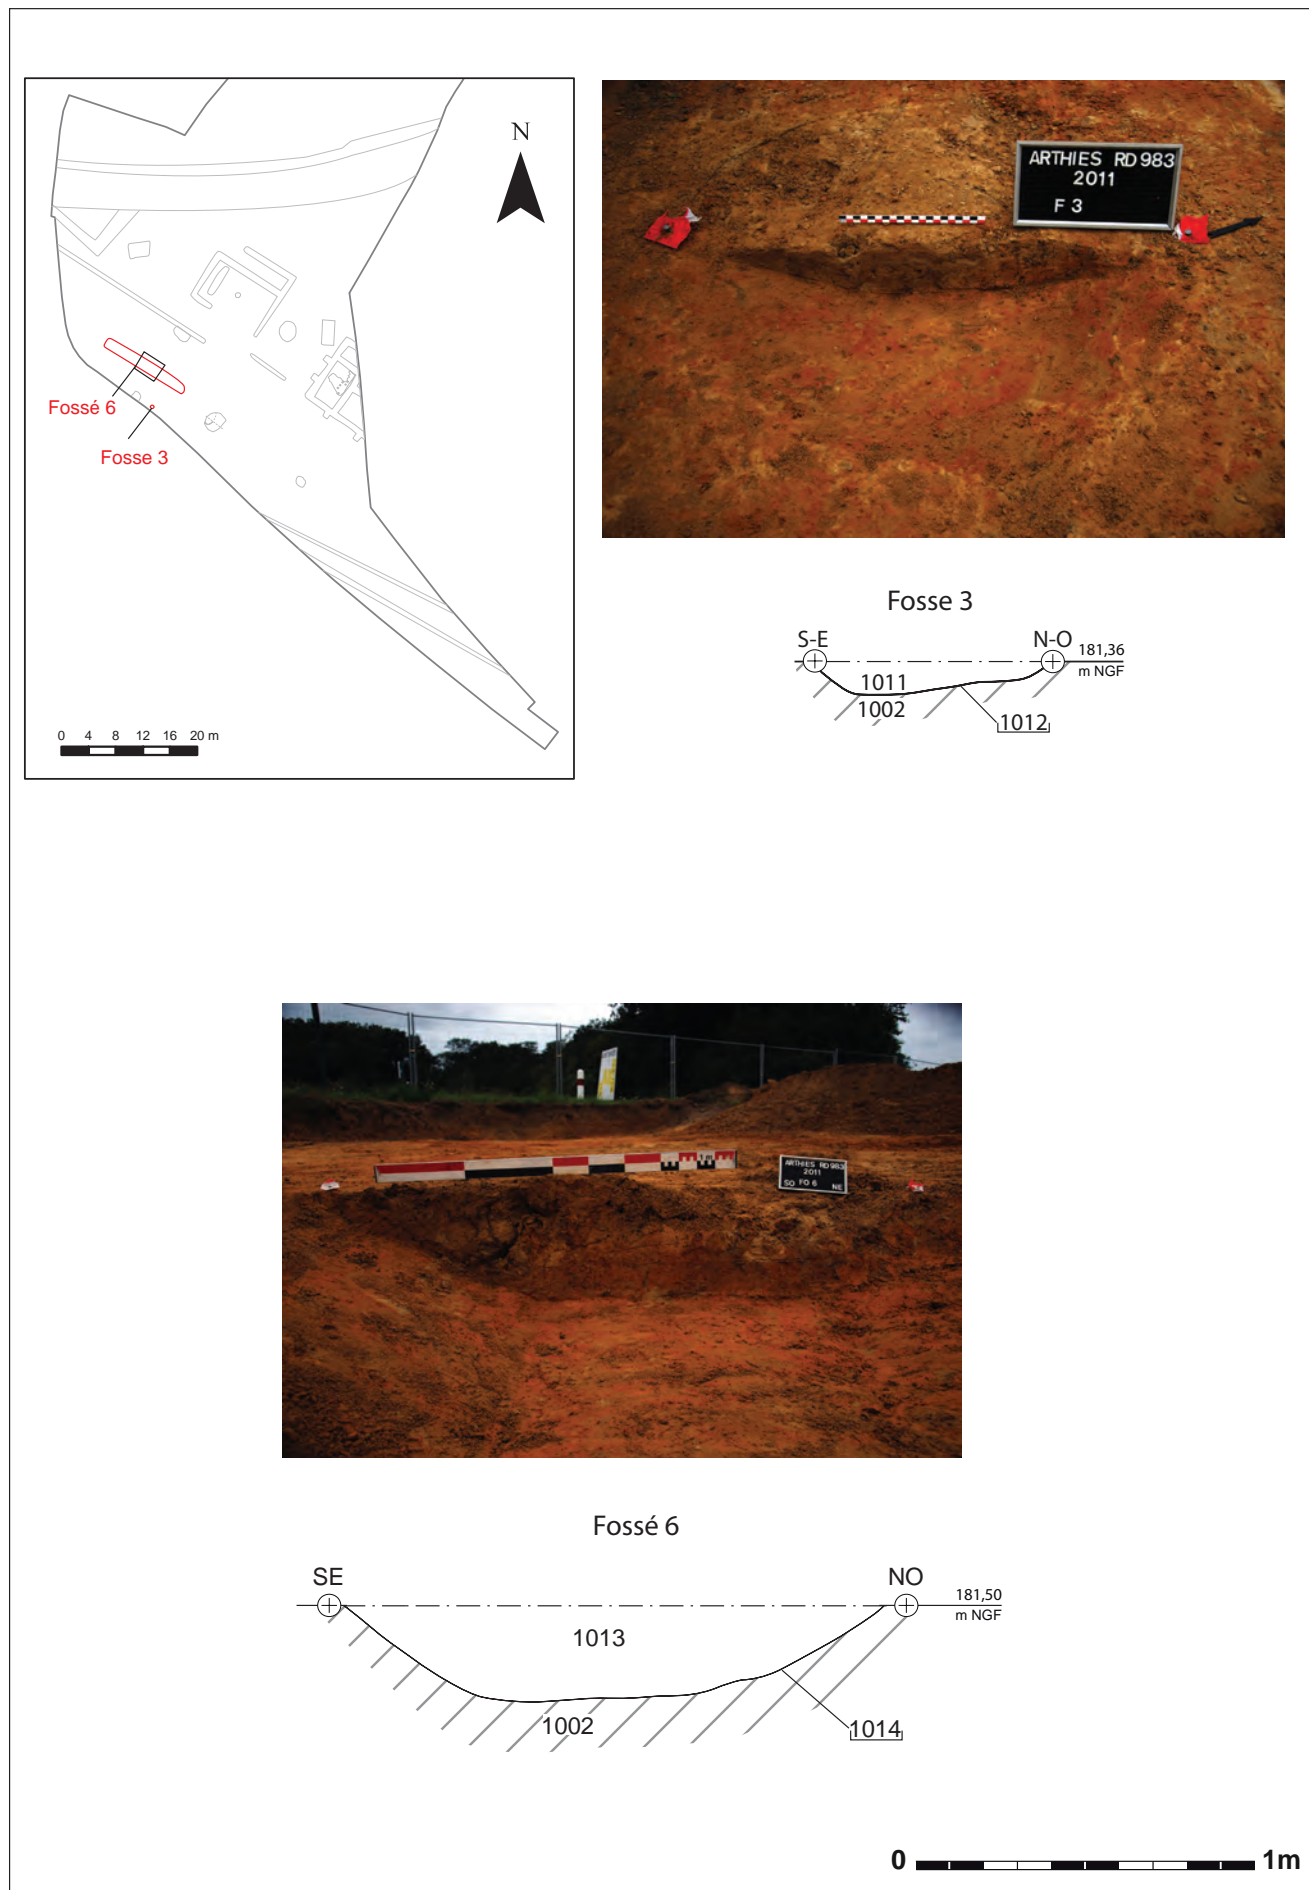 N
Fossé 6
Fosse 3
0 4 8 12 16 20 m
ARTHIES RD 983
2011
F 3
Fosse 3
S-E N-O 181,36
m NGF
1011
1002
1012
ARTHIES RD 983
2011
SO FO 6 NE
1m
Fossé 6
SE NO 181,50
m NGF
1013
1002
1014
0 1m